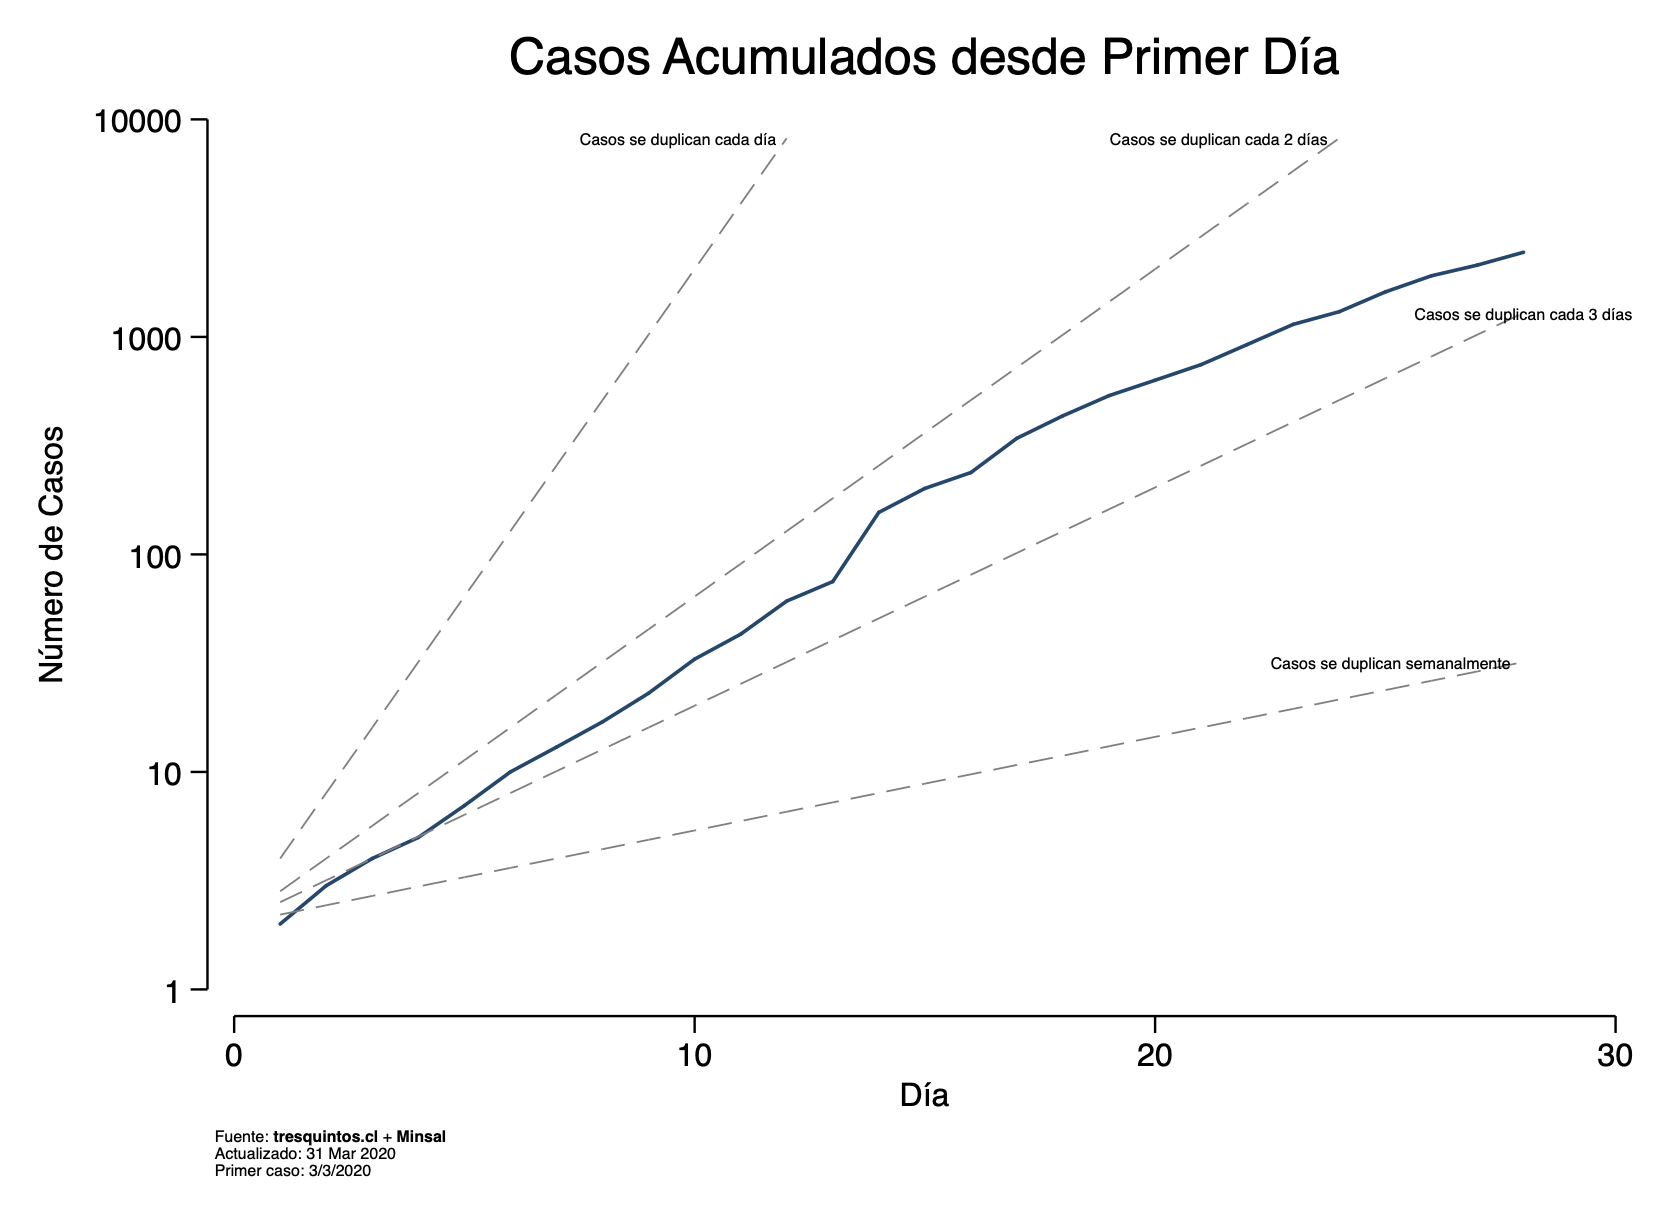 Casos Acumulados desde Primer Día
10000
1000
100
10
1
Número de Casos
Casos se duplican cada día
Casos se duplican cada 2 días
Casos se duplican cada 3 días
Casos se duplican semanalmente
0
10
20
30
Día
Fuente: tresquintos.cl + Minsal
Actualizado: 31 Mar 2020
Primer caso: 3/3/2020